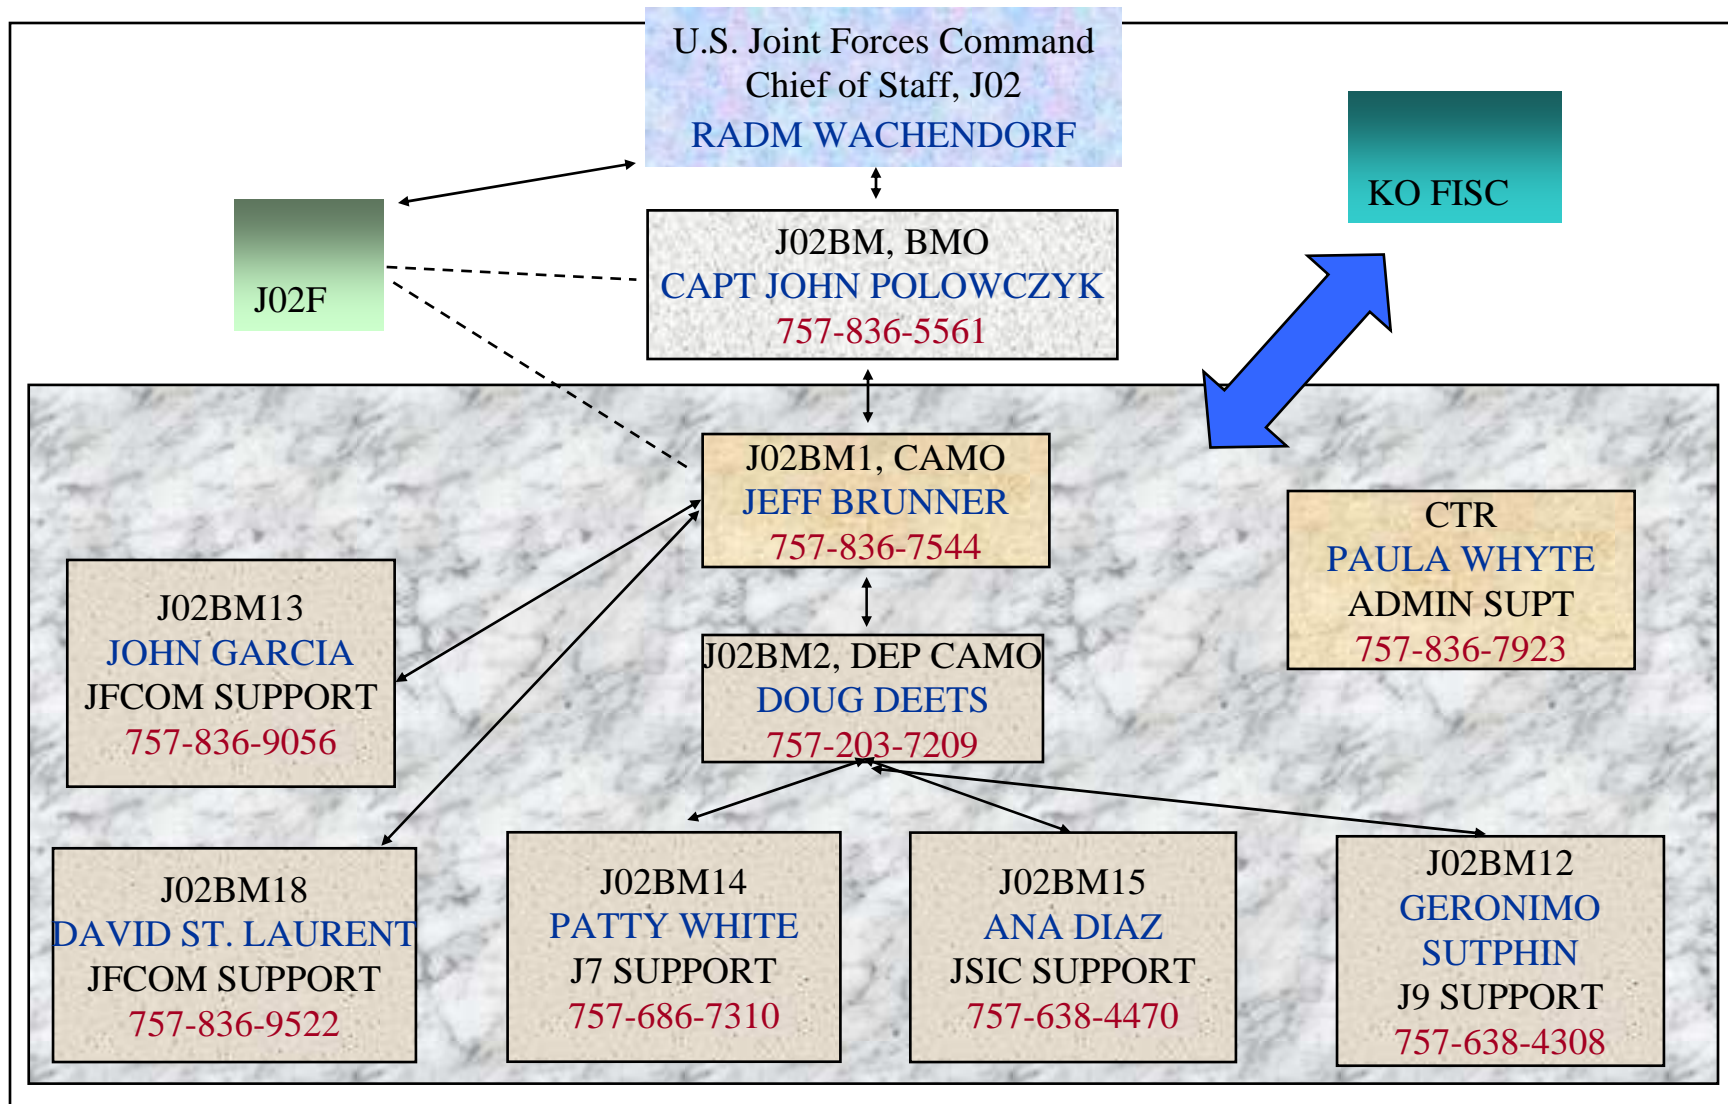 U.S. Joint Forces Command
Chief of Staff, J02
RADM WACHENDORF
KO FISC
J02F
J02BM, BMO
CAPT JOHN POLOWCZYK
757-836-5561
J02BM1, CAMO
JEFF BRUNNER
757-836-7544
CTR
PAULA WHYTE
ADMIN SUPT
757-836-7923
J02BM13
JOHN GARCIA
JFCOM SUPPORT
757-836-9056
J02BM2, DEP CAMO
DOUG DEETS
757-203-7209
J02BM18
DAVID ST. LAURENT
JFCOM SUPPORT
757-836-9522
J02BM14
PATTY WHITE
J7 SUPPORT
757-686-7310
J02BM15
ANA DIAZ
JSIC SUPPORT
757-638-4470
J02BM12
GERONIMO
SUTPHIN
J9 SUPPORT
757-638-4308